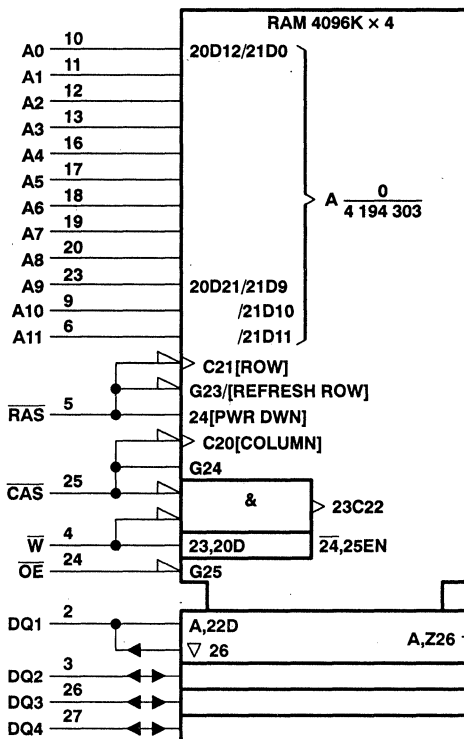 RAM 4096K × 4
A0 10 20D12/21D0
A1 11
A2 12
A3 13
A4 16
A5 17
A6 18
A7 19
A8 20
A9 23 20D21/21D9
A10 9 /21D10
A11 6 /21D11
A 0
4 194 303
C21[ROW]
G23/[REFRESH ROW]
RAS 5 24[PWR DWN]
C20[COLUMN]
G24
CAS 25
& 23C22
W 4 23,20D 24,25EN
OE 24 G25
DQ1 2 A,22D
▽ 26 A,Z26
DQ2 3
DQ3 26
DQ4 27